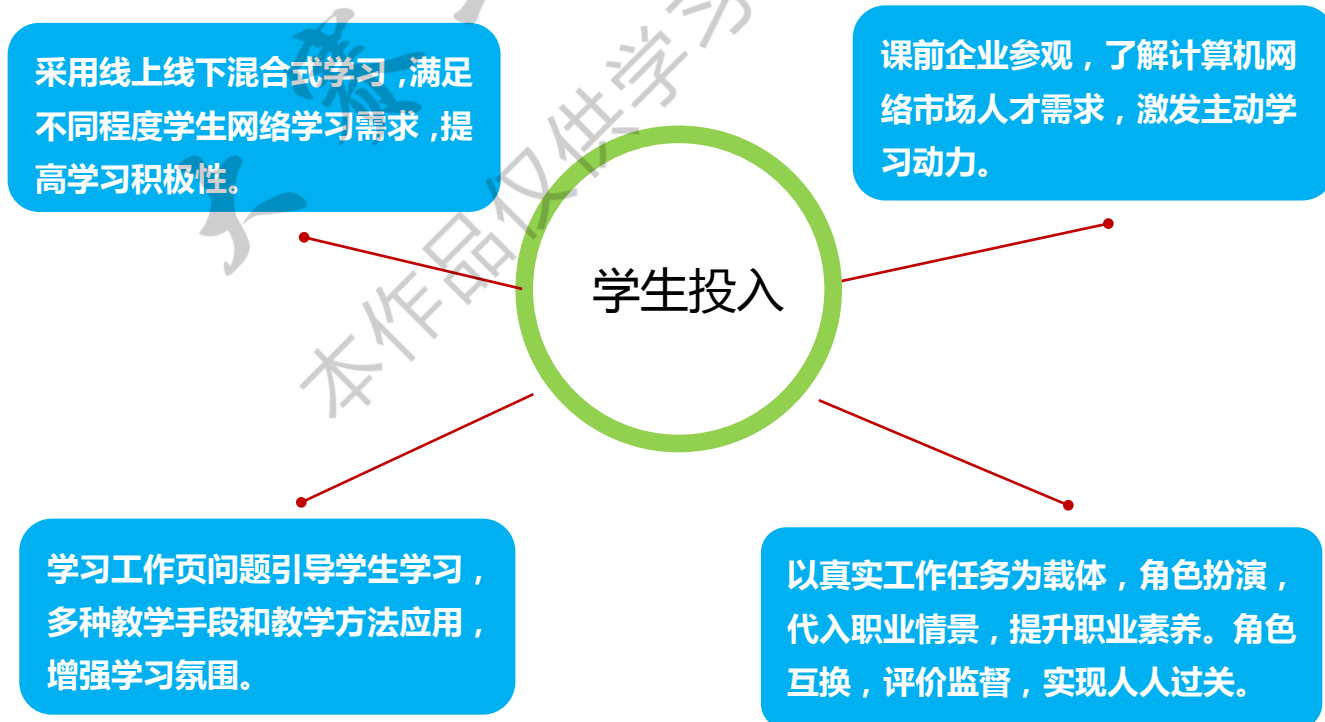 采用线上线下混合式学习，满足
不同程度学生网络学习需求，提
高学习积极性。
课前企业参观，了解计算机网
络市场人才需求，激发主动学
习动力。
学生投入
学习工作页问题引导学生学习，
多种教学手段和教学方法应用，
增强学习氛围。
以真实工作任务为载体，角色扮演，
代入职业情景，提升职业素养。角色
互换，评价监督，实现人人过关。
本作品仅供学习